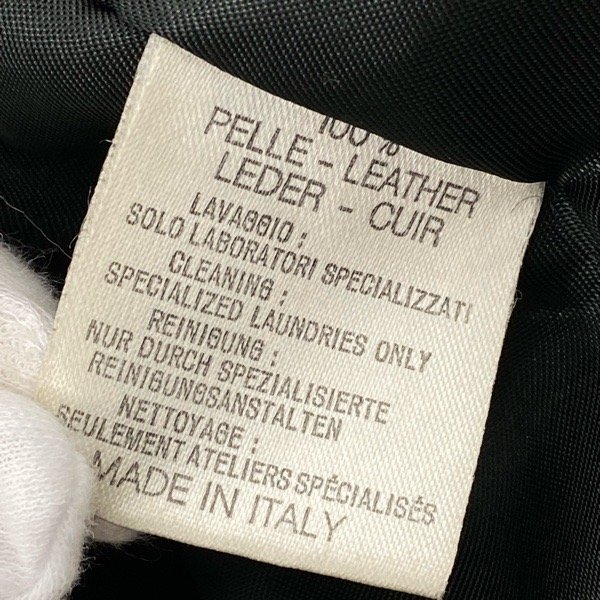 100%
PELLE - LEATHER
LEDER - CUIR
LAVAGGIO :
SOLO LABORATORI SPECIALIZZATI
CLEANING :
SPECIALIZED LAUNDRIES ONLY
REINIGUNG :
NUR DURCH SPEZIALISIERTE
REINIGUNGSANSTALTEN
NETTOYAGE :
SEULEMENT ATELIERS SPÉCIALISÉS
MADE IN ITALY